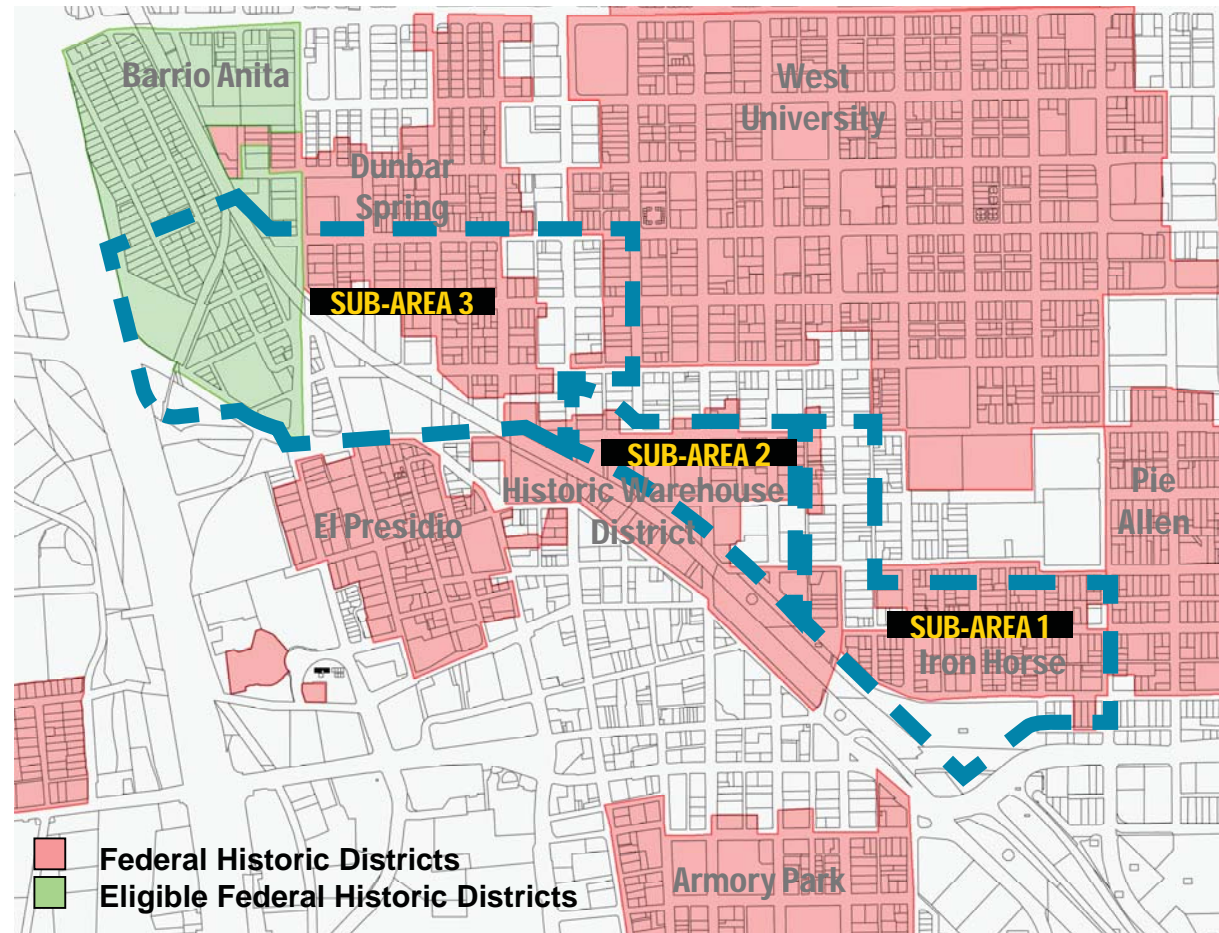 Barrio Anita
West
University
Dunbar
Spring
SUB-AREA 3
SUB-AREA 2
Historic Warehouse
District
Pie
Allen
El Presidio
SUB-AREA 1
Iron Horse
Armory Park
Federal Historic Districts
Eligible Federal Historic Districts